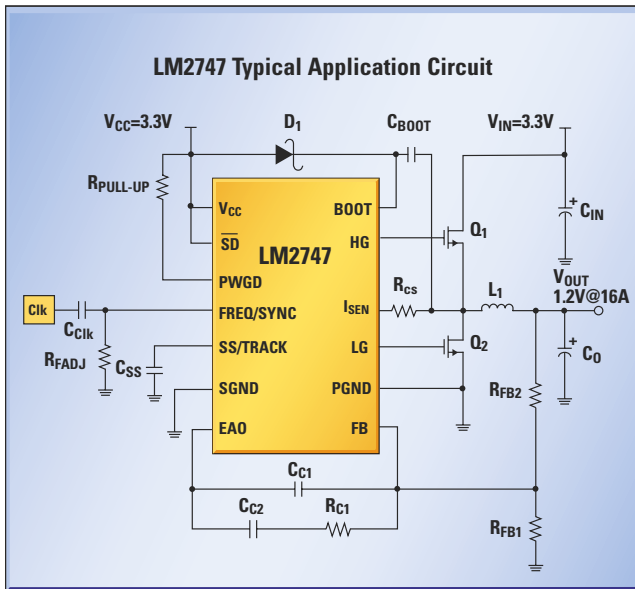 LM2747 Typical Application Circuit
VCC=3.3V
D1
CBOOT
VIN=3.3V
RPULL-UP
VCC
BOOT
CIN
+
SD
LM2747
HG
Q1
PWGD
Rcs
L1
VOUT
1.2V@16A
Clk
CClk
FREQ/SYNC
ISEN
RFADJ
CSS
SS/TRACK
LG
Q2
+
CO
SGND
PGND
RFB2
EAO
FB
CC1
CC2
RC1
RFB1